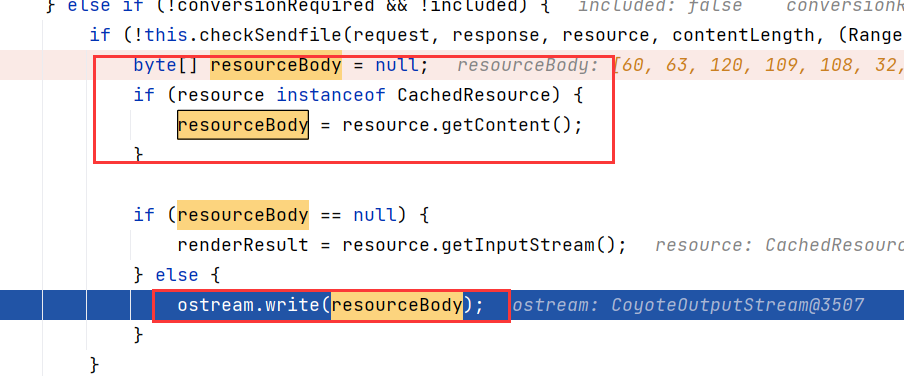 } else if (!conversionRequired && !included) {   included: false    conversionR
if (!this.checkSendfile(request, response, resource, contentLength, (Range
byte[] resourceBody = null;   resourceBody: [60, 63, 120, 109, 108, 32,
if (resource instanceof CachedResource) {
resourceBody = resource.getContent();
}
if (resourceBody == null) {
renderResult = resource.getInputStream();   resource: CachedResourc
} else {
ostream.write(resourceBody);   ostream: CoyoteOutputStream@3507
}
}